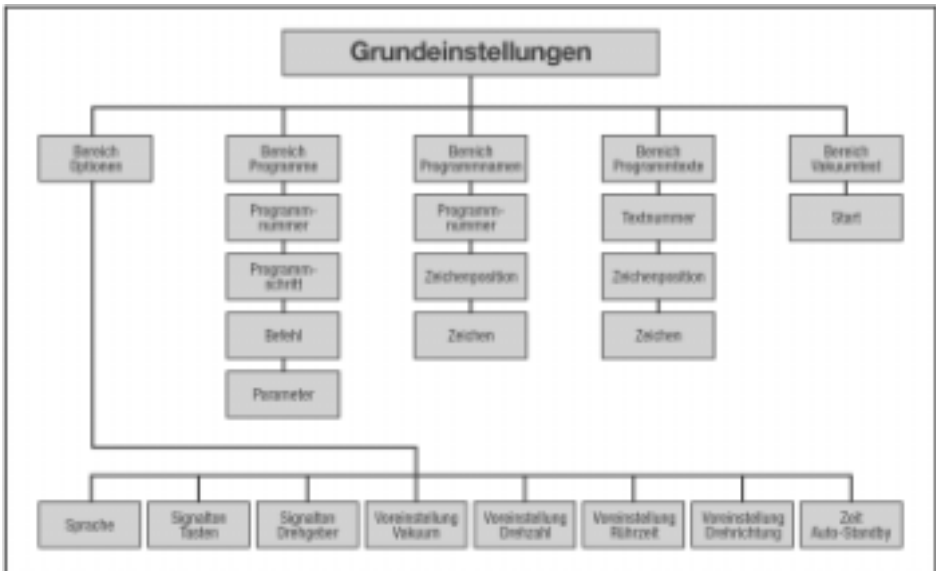 Grundeinstellungen
Bereich
Optionen
Bereich
Programme
Bereich
Programmnamen
Bereich
Programmtexte
Bereich
Vakuumtest
Programm-
nummer
Programm-
nummer
Textnummer
Start
Programm-
schritt
Zeichenposition
Zeichenposition
Befehl
Zeichen
Zeichen
Parameter
Sprache
Signalton
Tasten
Signalton
Drehgeber
Voreinstellung
Vakuum
Voreinstellung
Drehzahl
Voreinstellung
Rührzeit
Voreinstellung
Drehrichtung
Zeit
Auto-Standby